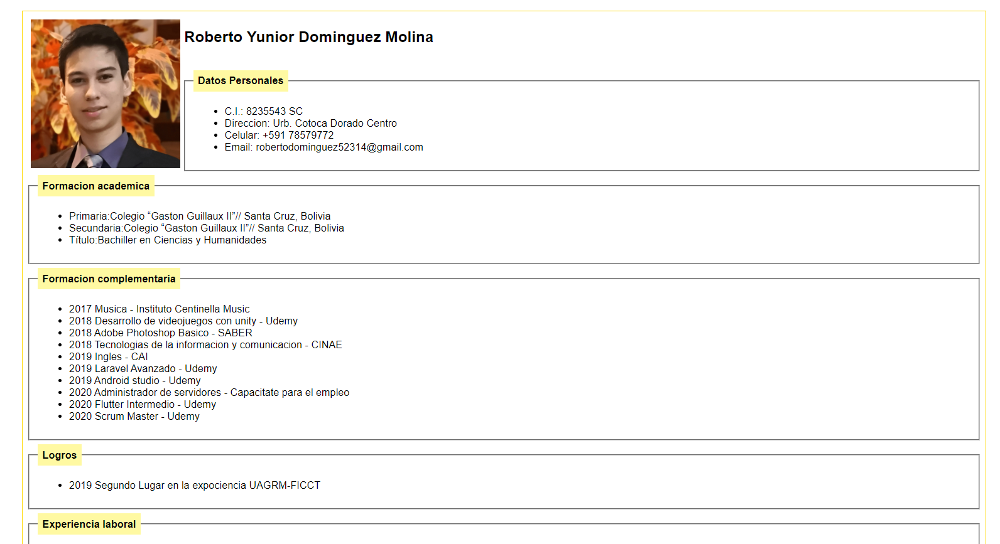 Roberto Yunior Dominguez Molina
Datos Personales
C.I.: 8235543 SC
Direccion: Urb. Cotoca Dorado Centro
Celular: +591 78579772
Email: robertodominguez52314@gmail.com
Formacion academica
Primaria:Colegio “Gaston Guillaux II”// Santa Cruz, Bolivia
Secundaria:Colegio “Gaston Guillaux II”// Santa Cruz, Bolivia
Título:Bachiller en Ciencias y Humanidades
Formacion complementaria
2017 Musica - Instituto Centinella Music
2018 Desarrollo de videojuegos con unity - Udemy
2018 Adobe Photoshop Basico - SABER
2018 Tecnologias de la informacion y comunicacion - CINAE
2019 Ingles - CAI
2019 Laravel Avanzado - Udemy
2019 Android studio - Udemy
2020 Administrador de servidores - Capacitate para el empleo
2020 Flutter Intermedio - Udemy
2020 Scrum Master - Udemy
Logros
2019 Segundo Lugar en la expociencia UAGRM-FICCT
Experiencia laboral